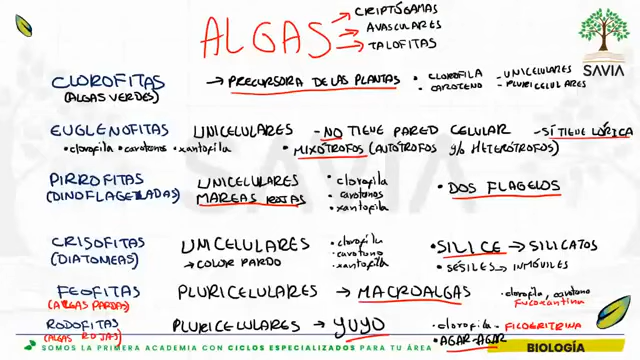 ALGAS → CRIPTÓGAMAS
→ AVASCULARES
→ TALOFITAS
SAVIA
CLOROFITAS → PRECURSORA DE LAS PLANTAS • CLOROFILA - UNICELULARES
(ALGAS VERDES) • CAROTENO - PLURICELULARES
EUGLENOFITAS UNICELULARES - NO TIENE PARED CELULAR - SÍ TIENE LÓRICA
• clorofila • carotenos • xantofila • MIXÓTROFOS (AUTÓTROFOS y/o HETERÓTROFOS)
PIRROFITAS UNICELULARES • clorofila
(DINOFLAGELADAS) MAREAS ROJAS • carotenos • DOS FLAGELOS
• xantofila
CRISOFITAS UNICELULARES • clorofila • SILICE → SILICATOS
(DIATOMEAS) → COLOR PARDO • caroteno
• xantofila • SÉSILES → INMÓVILES
FEOFITAS PLURICELULARES → MACROALGAS • clorofila, caroteno
(ALGAS PARDAS) FUCOXANTINA
RODOFITAS PLURICELULARES → YUYO • clorofila - FICOERITRINA
(ALGAS ROJAS) • AGAR-AGAR
SOMOS LA PRIMERA ACADEMIA CON CICLOS ESPECIALIZADOS PARA TU ÁREA BIOLOGÍA